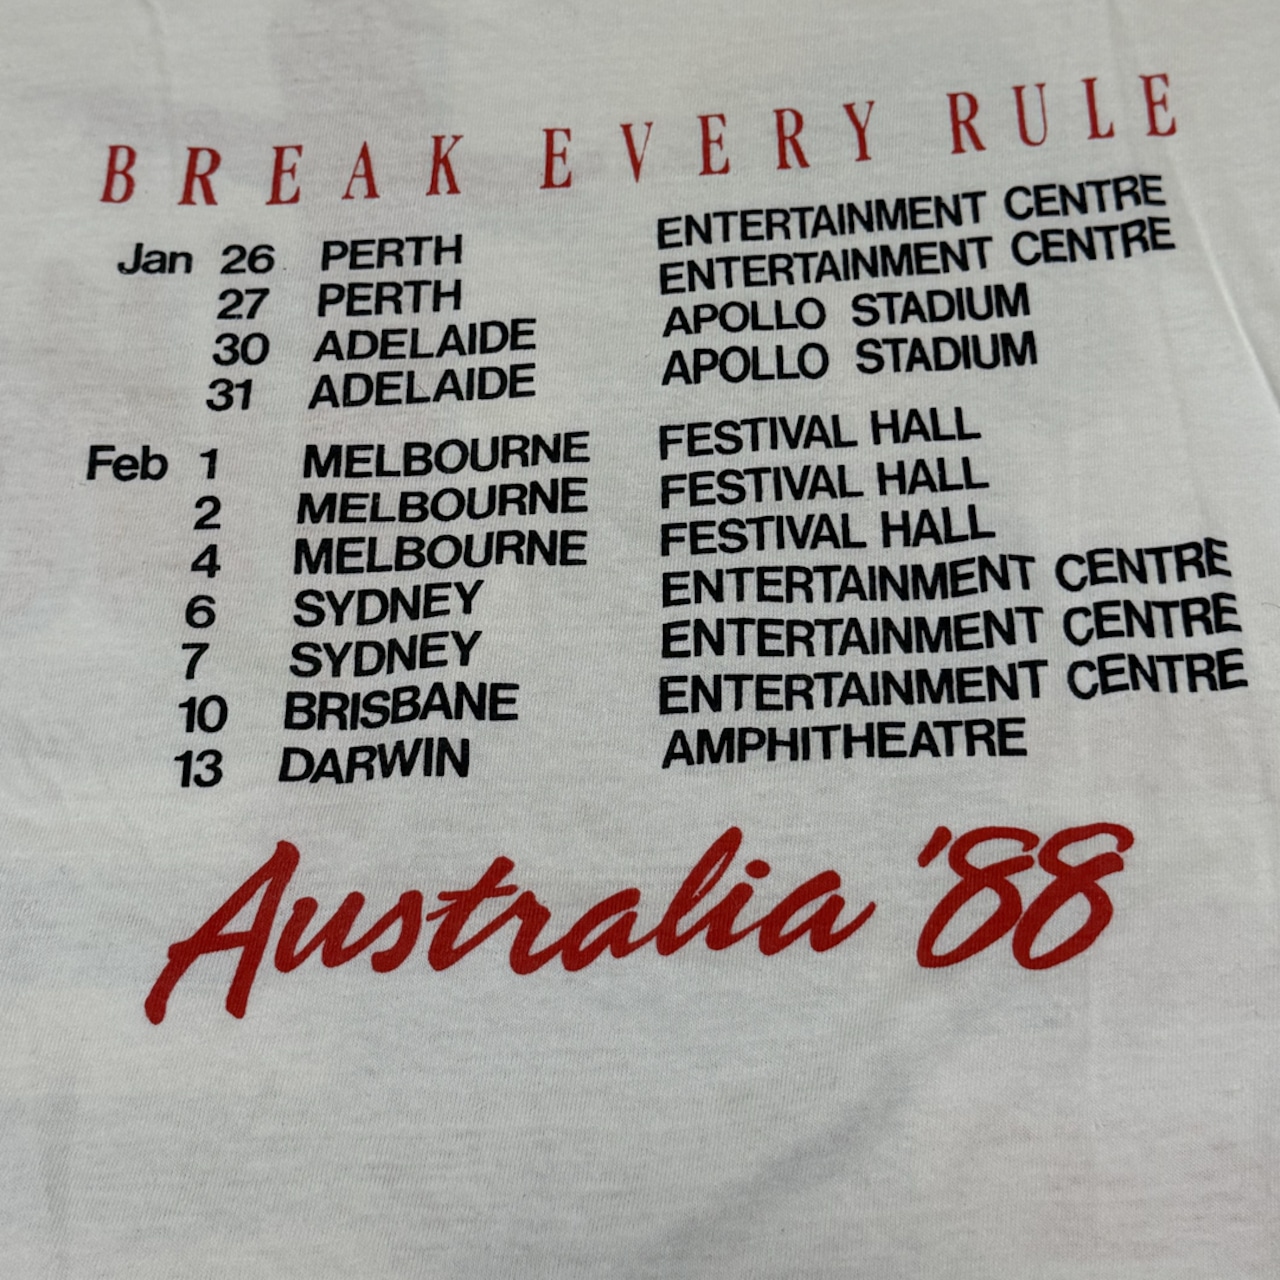 BREAK EVERY RULE
Jan 26 PERTH ENTERTAINMENT CENTRE
27 PERTH ENTERTAINMENT CENTRE
30 ADELAIDE APOLLO STADIUM
31 ADELAIDE APOLLO STADIUM
Feb 1 MELBOURNE FESTIVAL HALL
2 MELBOURNE FESTIVAL HALL
4 MELBOURNE FESTIVAL HALL
6 SYDNEY ENTERTAINMENT CENTRE
7 SYDNEY ENTERTAINMENT CENTRE
10 BRISBANE ENTERTAINMENT CENTRE
13 DARWIN AMPHITHEATRE
Australia '88